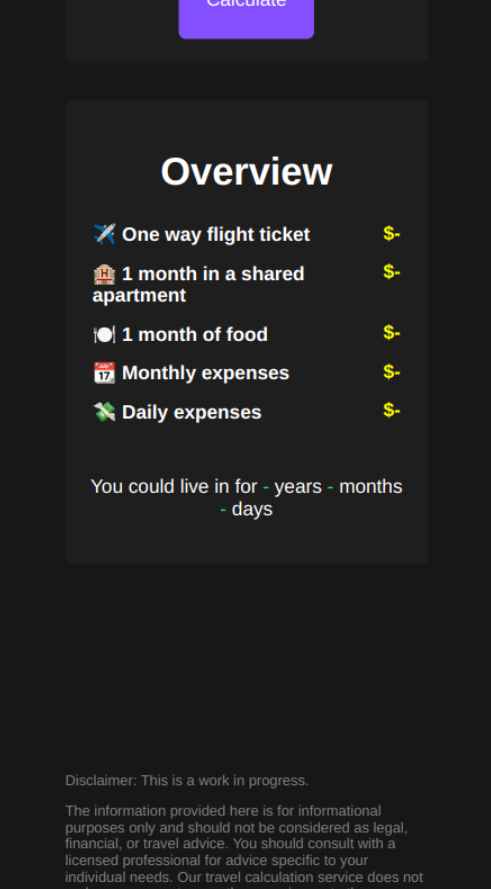 Calculate
Overview
✈️ One way flight ticket $-
🏨 1 month in a shared $-
apartment
🍽️ 1 month of food $-
📅 Monthly expenses $-
💸 Daily expenses $-
You could live in for - years - months
- days
Disclaimer: This is a work in progress.
The information provided here is for informational
purposes only and should not be considered as legal,
financial, or travel advice. You should consult with a
licensed professional for advice specific to your
individual needs. Our travel calculation service does not